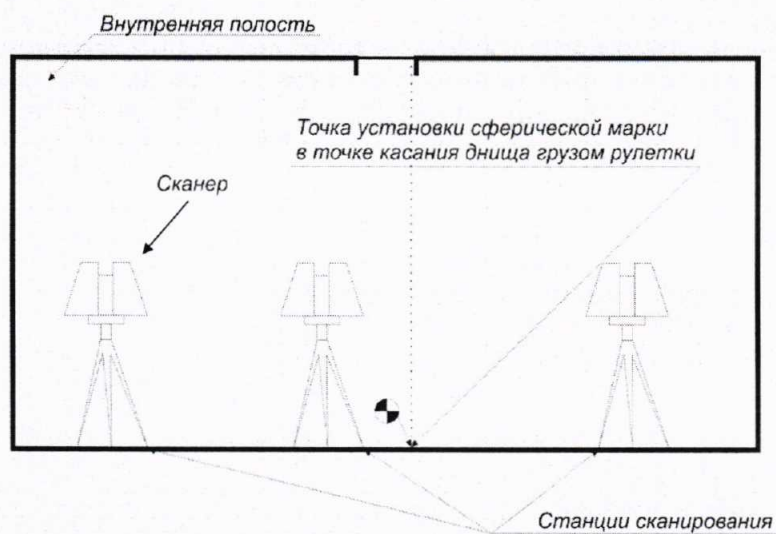 Внутренняя полость
Точка установки сферической марки
в точке касания днища грузом рулетки
Сканер
Станции сканирования